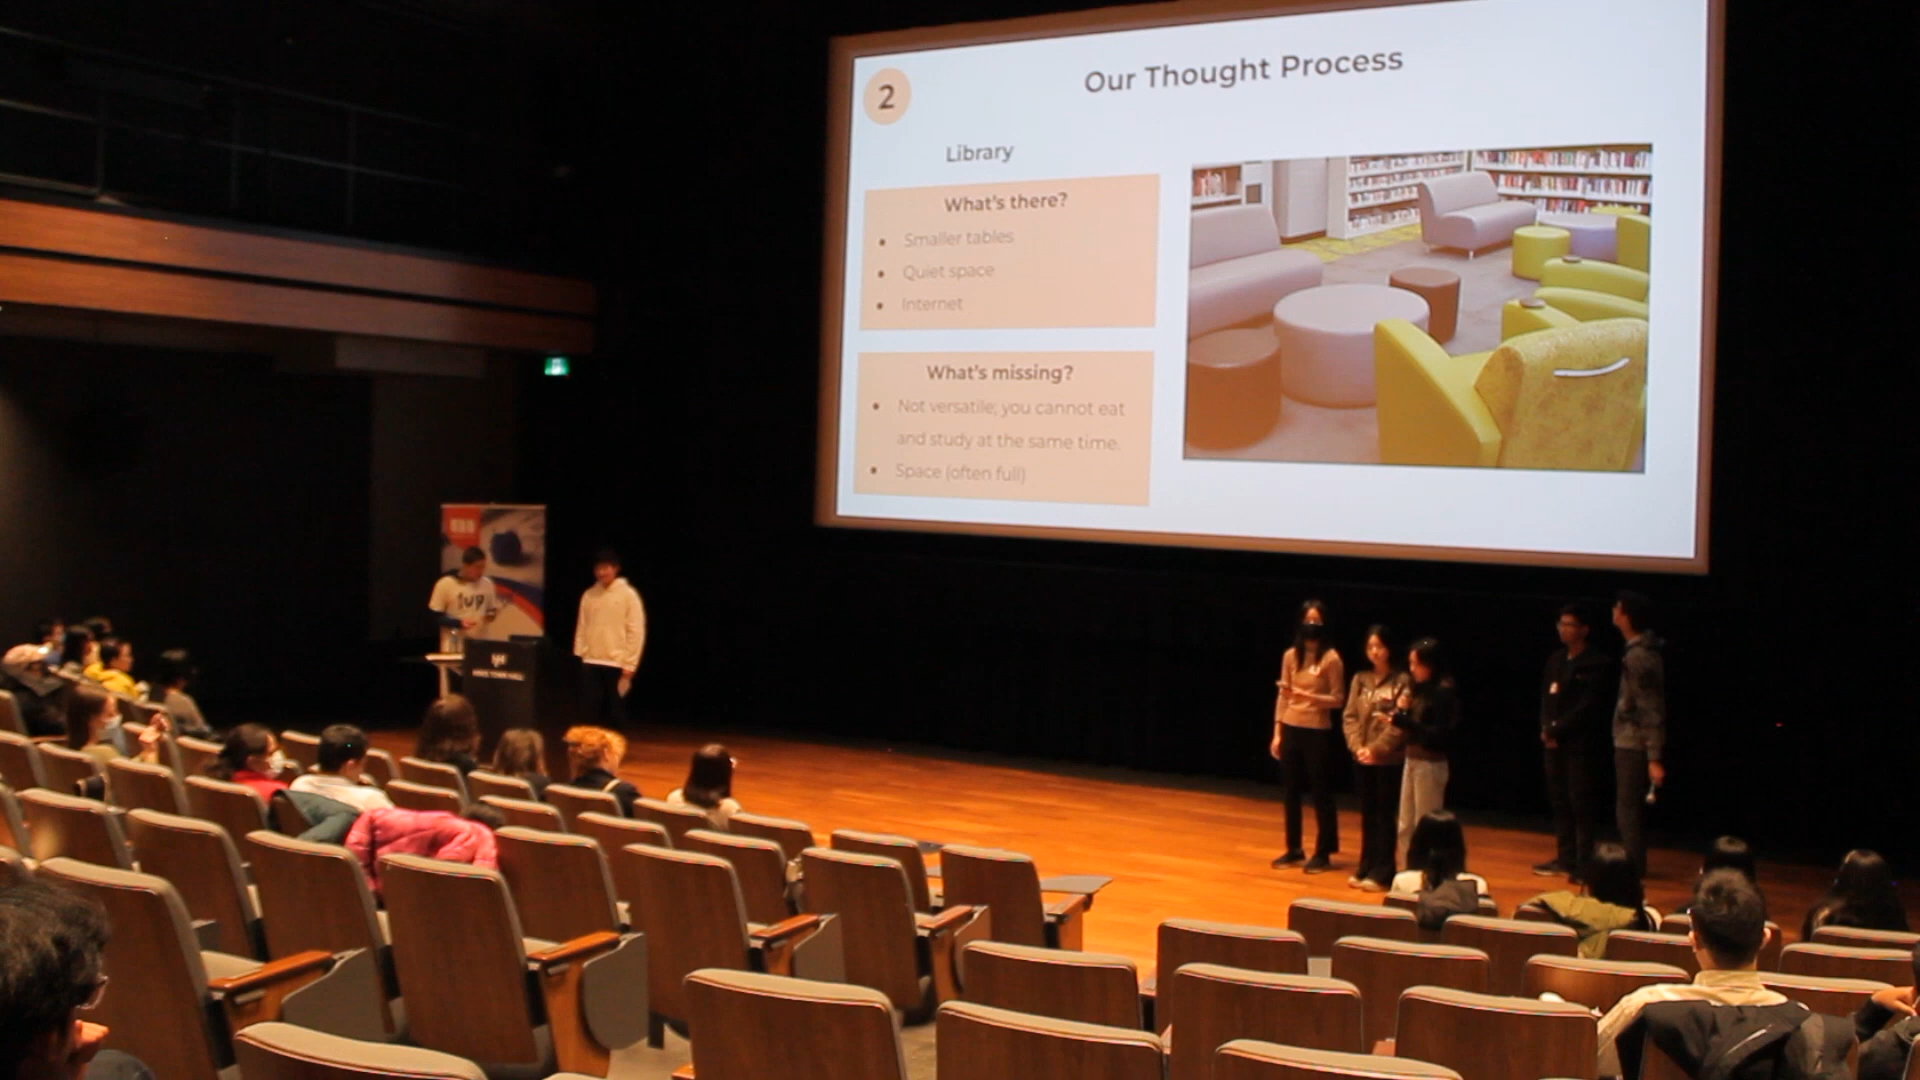 Our Thought Process
2
Library
What's there?
Smaller tables
Quiet space
Internet
What's missing?
Not versatile; you cannot eat
and study at the same time.
Space (often full)